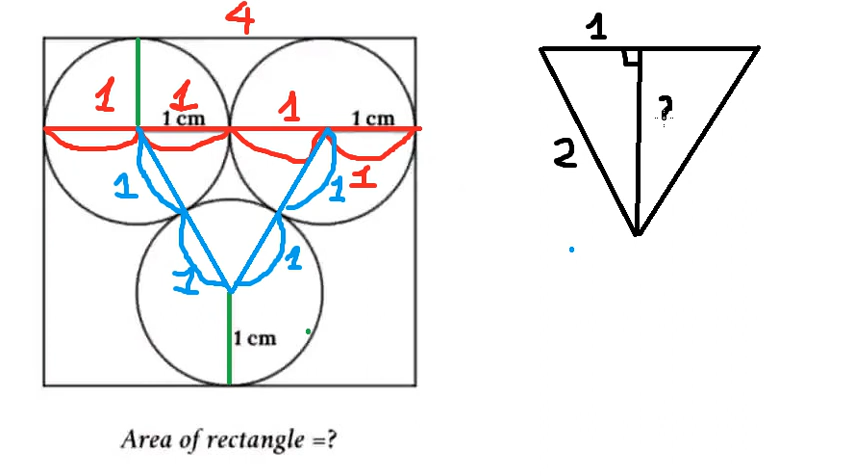 4
1
1 1 1
1 cm 1 cm
2 ?
1 1 1
1 1
1 cm
Area of rectangle =?